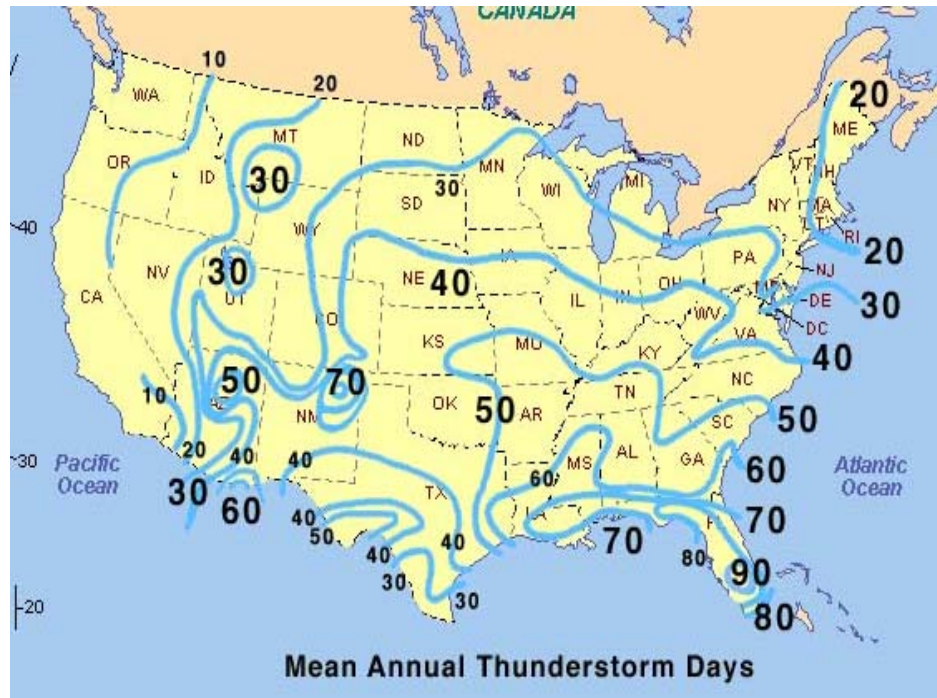 CANADA
10
20
20
WA
MT
ND
ME
OR
ID
30
MN
VT
NH
30
WI
MI
SD
NY
MA
40
WY
RI
20
IA
PA
NV
30
NE
40
OH
NJ
UT
IL
IN
MD
DE
30
CA
CO
WV
DC
KS
MO
VA
KY
40
50
70
10
NC
TN
NM
OK
50
AR
SC
50
20
40
40
MS
AL
GA
60
30
Pacific
Ocean
30
60
TX
60
Atlantic
Ocean
LA
40
50
40
40
70
70
FL
80
30
30
90
20
80
Mean Annual Thunderstorm Days